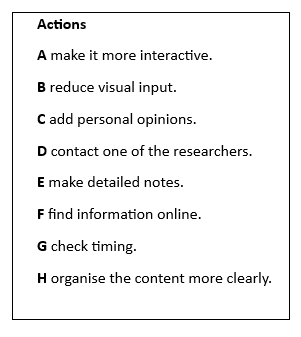 Actions
A make it more interactive.
B reduce visual input.
C add personal opinions.
D contact one of the researchers.
E make detailed notes.
F find information online.
G check timing.
H organise the content more clearly.